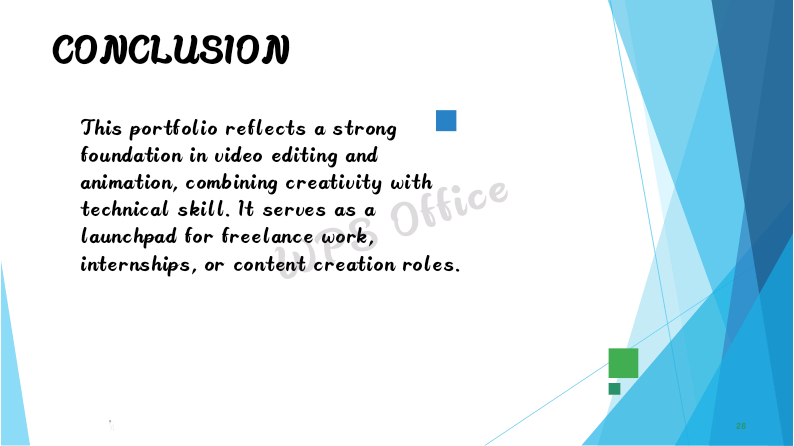 CONCLUSION
This portfolio reflects a strong
foundation in video editing and
animation, combining creativity with
technical skill. It serves as a
launchpad for freelance work,
internships, or content creation roles.
WPS Office
28